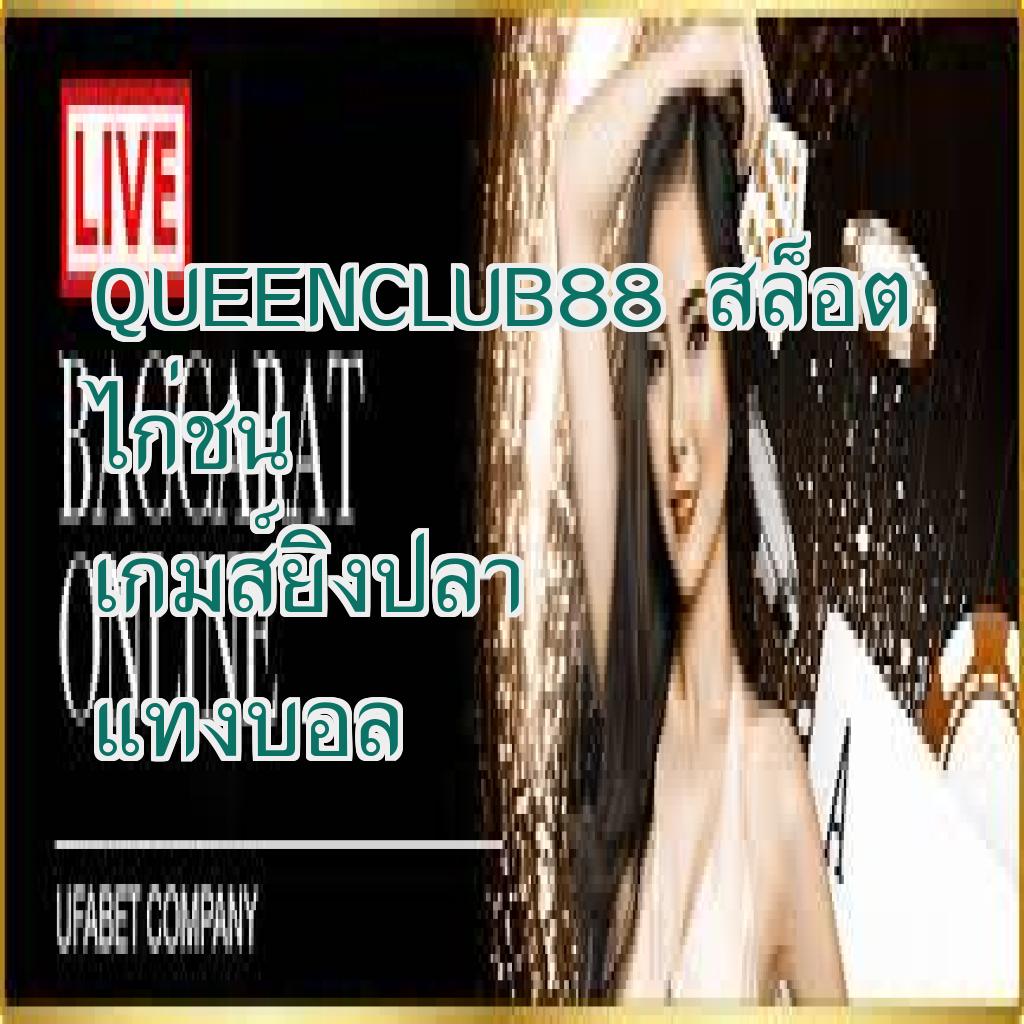 LIVE
QUEENCLUB88 สล็อต
BACCARAT
ไก่ชน
ONLINE
เกมส์ยิงปลา
แทงบอล
A
UFABET COMPANY